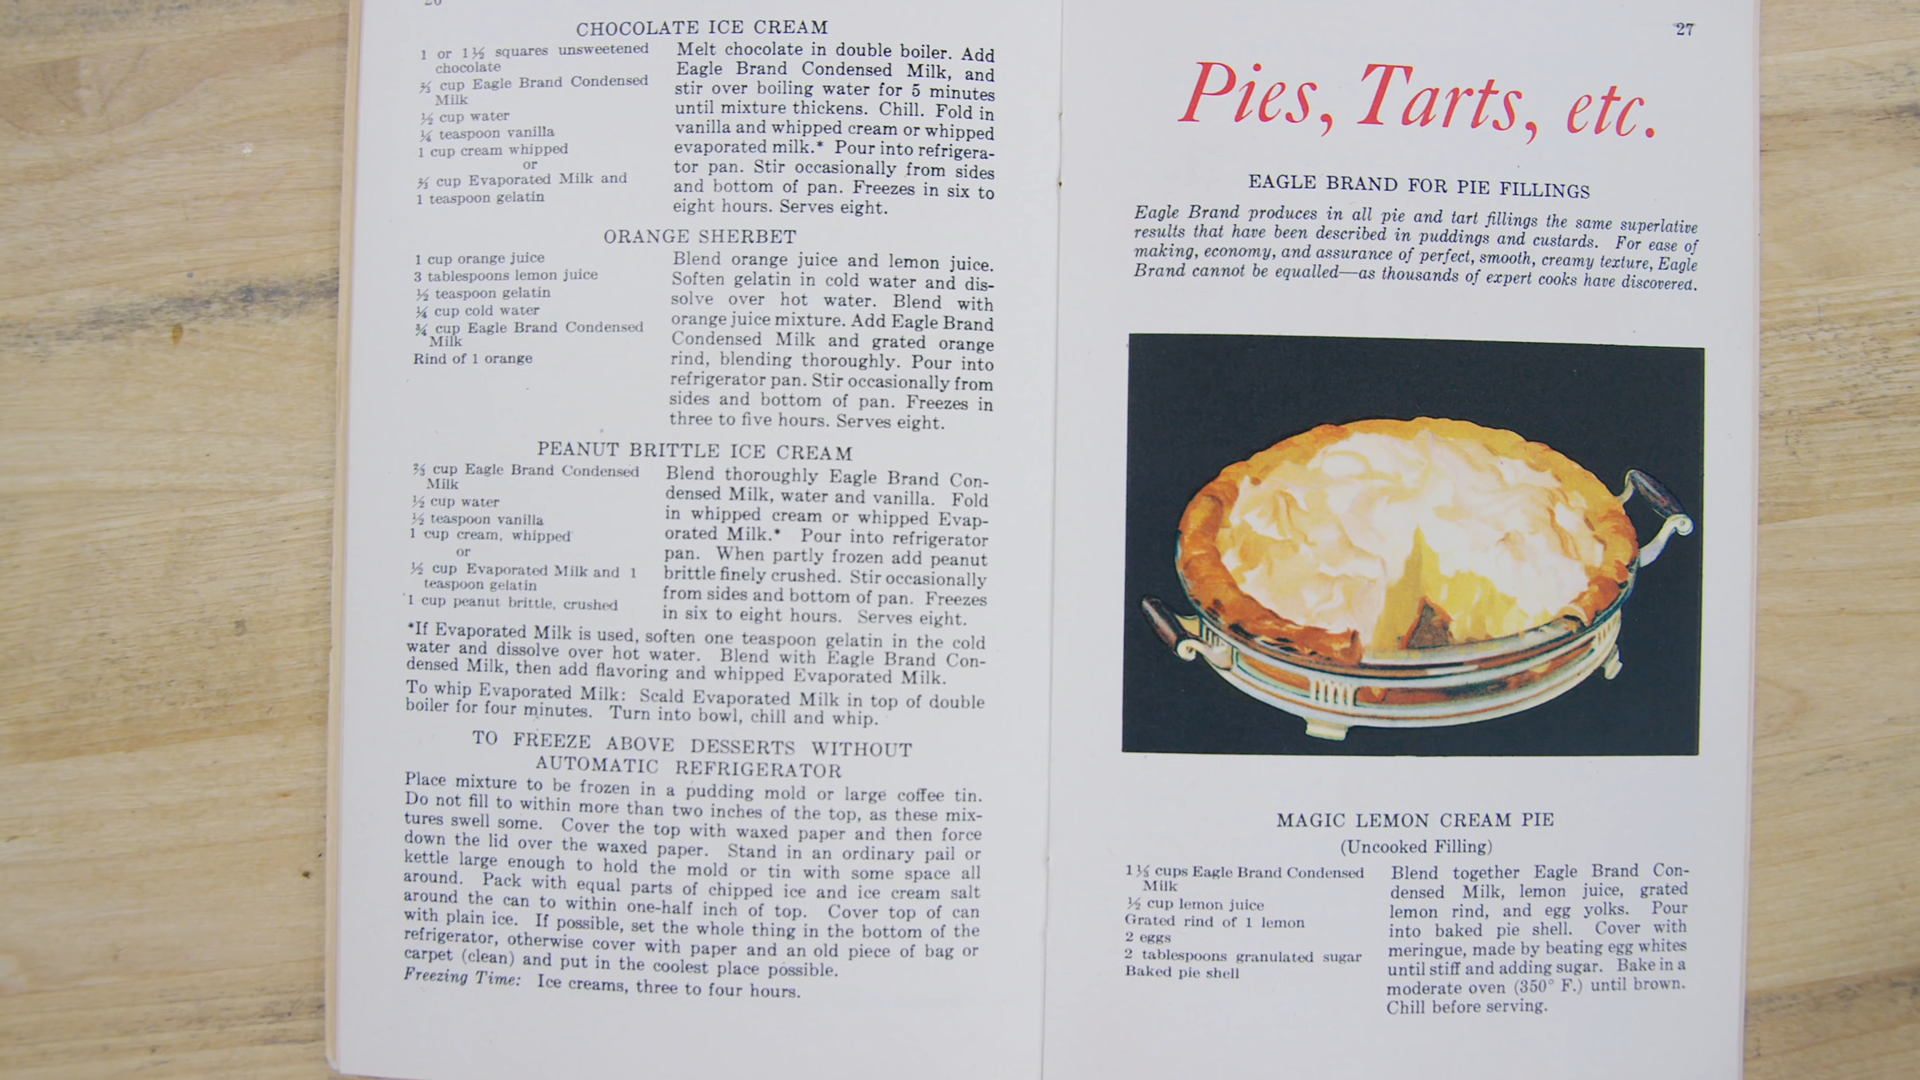 26
CHOCOLATE ICE CREAM
1 or 1½ squares unsweetened
chocolate
⅔ cup Eagle Brand Condensed
Milk
½ cup water
¼ teaspoon vanilla
1 cup cream whipped
or
⅔ cup Evaporated Milk and
1 teaspoon gelatin
Melt chocolate in double boiler. Add
Eagle Brand Condensed Milk, and
stir over boiling water for 5 minutes
until mixture thickens. Chill. Fold in
vanilla and whipped cream or whipped
evaporated milk.* Pour into refrigera-
tor pan. Stir occasionally from sides
and bottom of pan. Freezes in six to
eight hours. Serves eight.
ORANGE SHERBET
1 cup orange juice
3 tablespoons lemon juice
½ teaspoon gelatin
¼ cup cold water
¾ cup Eagle Brand Condensed
Milk
Rind of 1 orange
Blend orange juice and lemon juice.
Soften gelatin in cold water and dis-
solve over hot water. Blend with
orange juice mixture. Add Eagle Brand
Condensed Milk and grated orange
rind, blending thoroughly. Pour into
refrigerator pan. Stir occasionally from
sides and bottom of pan. Freezes in
three to five hours. Serves eight.
PEANUT BRITTLE ICE CREAM
⅔ cup Eagle Brand Condensed
Milk
½ cup water
½ teaspoon vanilla
1 cup cream, whipped
or
½ cup Evaporated Milk and 1
teaspoon gelatin
1 cup peanut brittle, crushed
Blend thoroughly Eagle Brand Con-
densed Milk, water and vanilla. Fold
in whipped cream or whipped Evap-
orated Milk.* Pour into refrigerator
pan. When partly frozen add peanut
brittle finely crushed. Stir occasionally
from sides and bottom of pan. Freezes
in six to eight hours. Serves eight.
*If Evaporated Milk is used, soften one teaspoon gelatin in the cold
water and dissolve over hot water. Blend with Eagle Brand Con-
densed Milk, then add flavoring and whipped Evaporated Milk.
To whip Evaporated Milk: Scald Evaporated Milk in top of double
boiler for four minutes. Turn into bowl, chill and whip.
TO FREEZE ABOVE DESSERTS WITHOUT
AUTOMATIC REFRIGERATOR
Place mixture to be frozen in a pudding mold or large coffee tin.
Do not fill to within more than two inches of the top, as these mix-
tures swell some. Cover the top with waxed paper and then force
down the lid over the waxed paper. Stand in an ordinary pail or
kettle large enough to hold the mold or tin with some space all
around. Pack with equal parts of chipped ice and ice cream salt
around the can to within one-half inch of top. Cover top of can
with plain ice. If possible, set the whole thing in the bottom of the
refrigerator, otherwise cover with paper and an old piece of bag or
carpet (clean) and put in the coolest place possible.
Freezing Time: Ice creams, three to four hours.
27
Pies, Tarts, etc.
EAGLE BRAND FOR PIE FILLINGS
Eagle Brand produces in all pie and tart fillings the same superlative
results that have been described in puddings and custards. For ease of
making, economy, and assurance of perfect, smooth, creamy texture, Eagle
Brand cannot be equalled—as thousands of expert cooks have discovered.
MAGIC LEMON CREAM PIE
(Uncooked Filling)
1⅓ cups Eagle Brand Condensed
Milk
½ cup lemon juice
Grated rind of 1 lemon
2 eggs
2 tablespoons granulated sugar
Baked pie shell
Blend together Eagle Brand Con-
densed Milk, lemon juice, grated
lemon rind, and egg yolks. Pour
into baked pie shell. Cover with
meringue, made by beating egg whites
until stiff and adding sugar. Bake in a
moderate oven (350° F.) until brown.
Chill before serving.